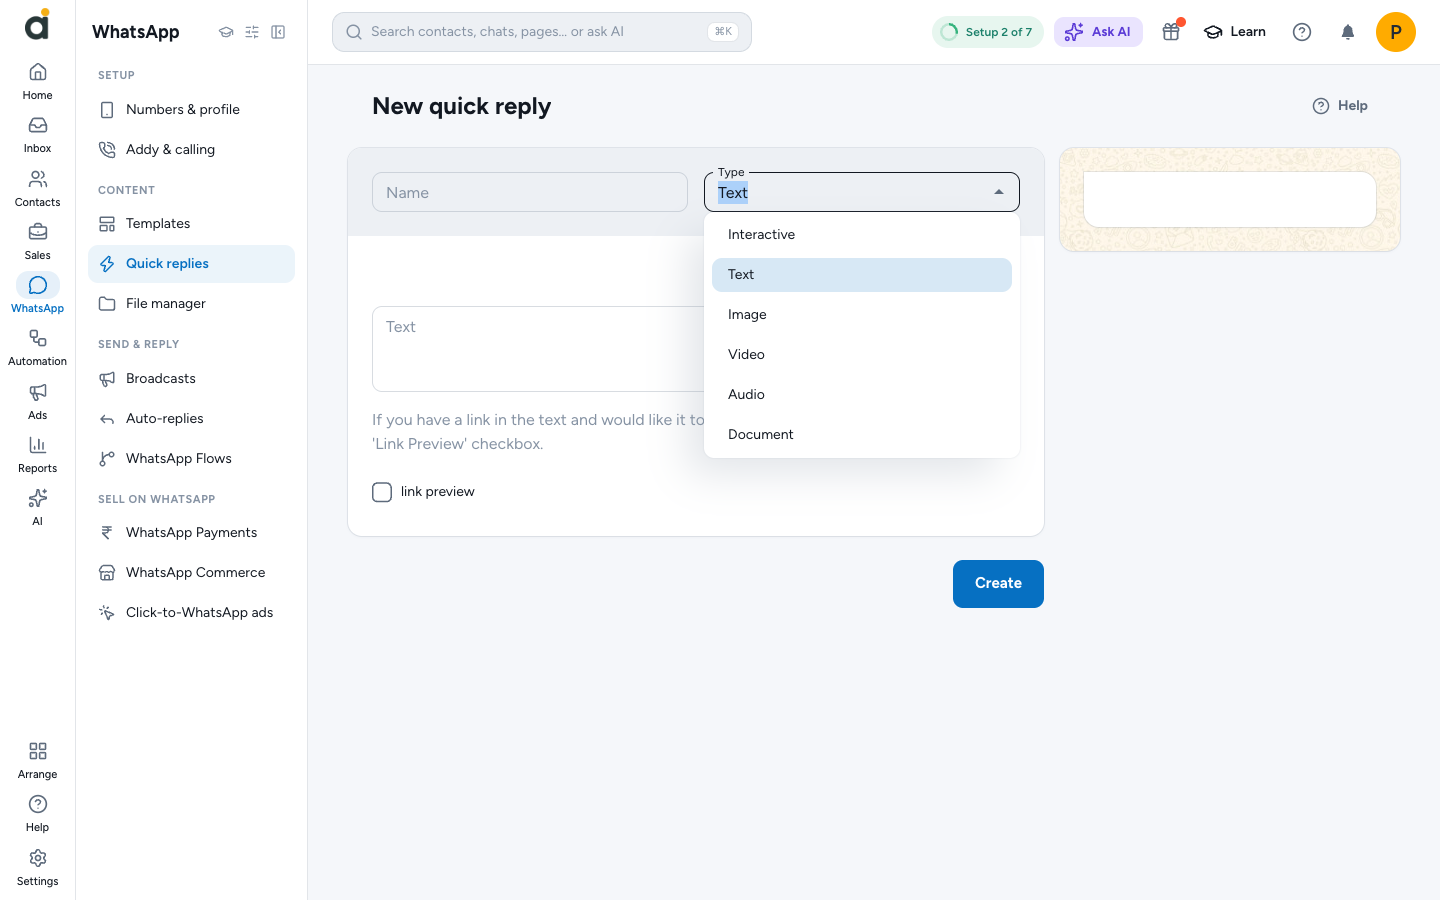 WhatsApp
Search contacts, chats, pages... or ask AI
⌘K
Setup 2 of 7
Ask AI
Learn
P
Home
Inbox
Contacts
Sales
WhatsApp
Automation
Ads
Reports
AI
Arrange
Help
Settings
SETUP
Numbers & profile
Addy & calling
CONTENT
Templates
Quick replies
File manager
SEND & REPLY
Broadcasts
Auto-replies
WhatsApp Flows
SELL ON WHATSAPP
WhatsApp Payments
WhatsApp Commerce
Click-to-WhatsApp ads
New quick reply
Help
Name
Type
Text
Interactive
Text
Image
Video
Audio
Document
Text
If you have a link in the text and would like it to
'Link Preview' checkbox.
link preview
Create